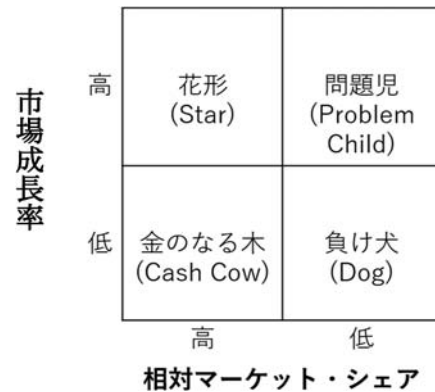 市場成長率
高
花形
(Star)
問題児
(Problem
Child)
低
金のなる木
(Cash Cow)
負け犬
(Dog)
高
低
相対マーケット・シェア